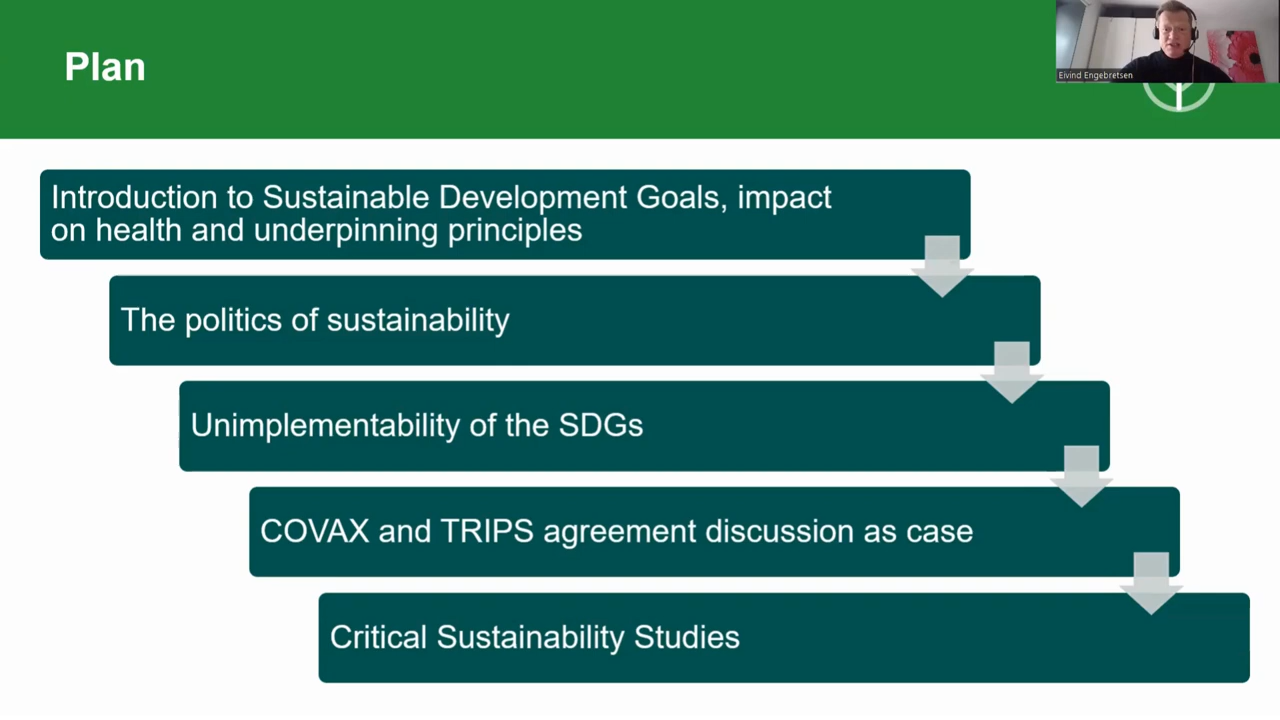 Plan
Eivind Engebretsen
Introduction to Sustainable Development Goals, impact
on health and underpinning principles
The politics of sustainability
Unimplementability of the SDGs
COVAX and TRIPS agreement discussion as case
Critical Sustainability Studies